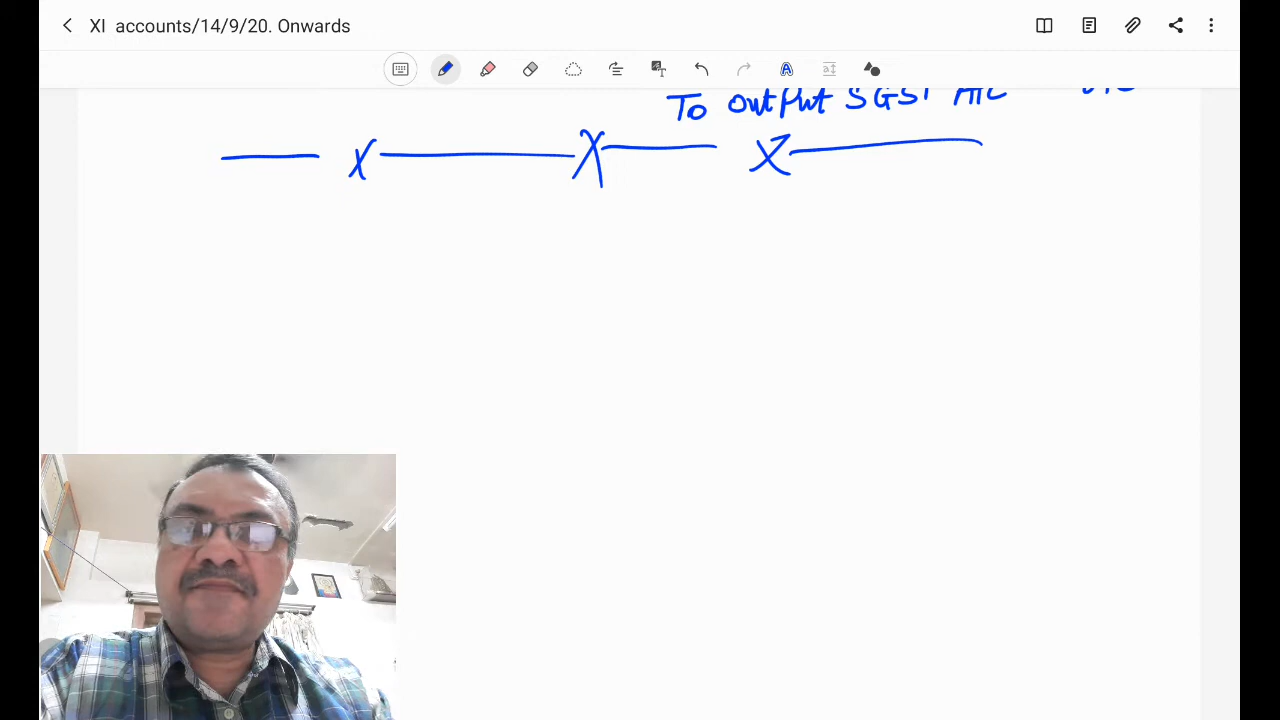 XI accounts/14/9/20. Onwards
To output SGST A/C
X X X